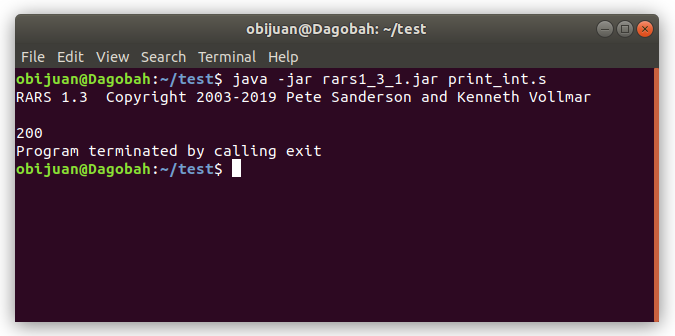 obijuan@Dagobah: ~/test
File Edit View Search Terminal Help
obijuan@Dagobah:~/test$ java -jar rars1_3_1.jar print_int.s
RARS 1.3  Copyright 2003-2019 Pete Sanderson and Kenneth Vollmar
200
Program terminated by calling exit
obijuan@Dagobah:~/test$